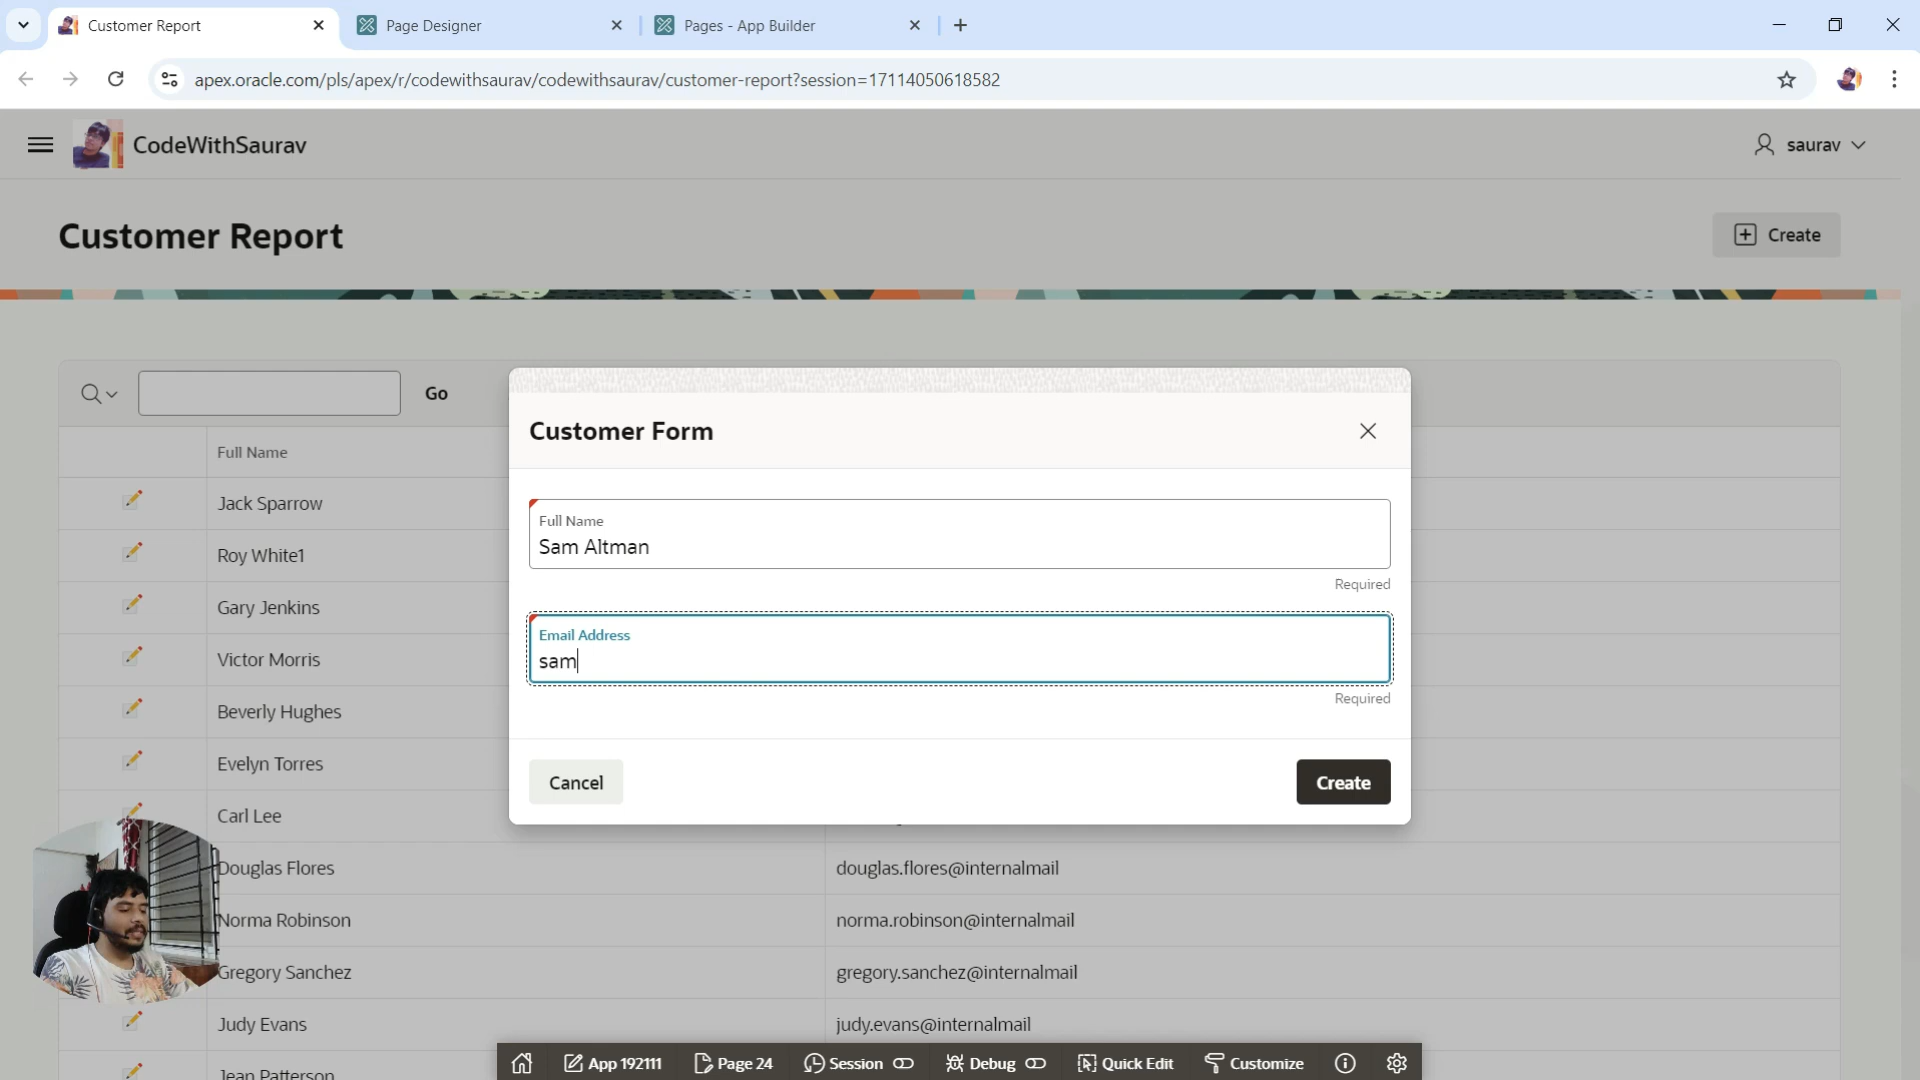 Customer Report
Page Designer
Pages - App Builder
apex.oracle.com/pls/apex/r/codewithsaurav/codewithsaurav/customer-report?session=17114050618582
CodeWithSaurav
saurav
Customer Report
Create
Go
Full Name
Jack Sparrow
Roy White1
Gary Jenkins
Victor Morris
Beverly Hughes
Evelyn Torres
Carl Lee
Douglas Flores
douglas.flores@internalmail
Norma Robinson
norma.robinson@internalmail
Gregory Sanchez
gregory.sanchez@internalmail
Judy Evans
judy.evans@internalmail
Jean Patterson
Customer Form
Full Name
Sam Altman
Required
Email Address
sam
Required
Cancel
Create
App 192111
Page 24
Session
Debug
Quick Edit
Customize